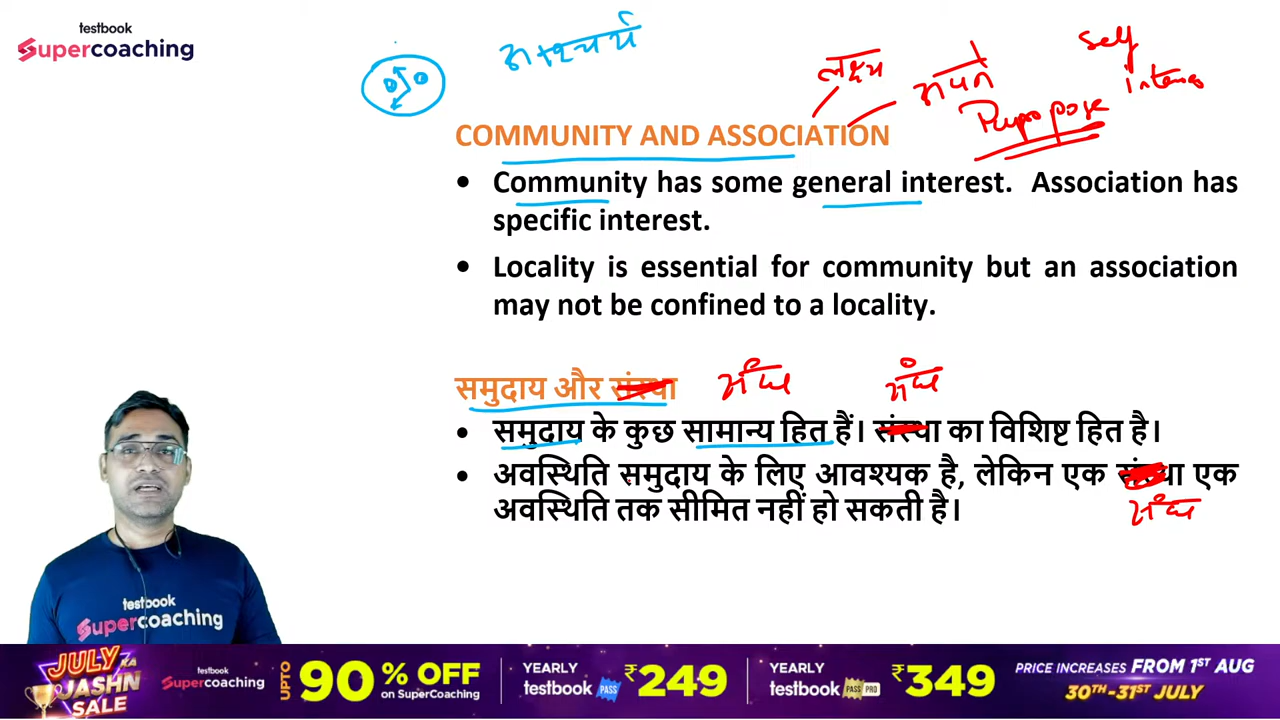 testbook
Supercoaching
लक्ष्य
अपने
Self
COMMUNITY AND ASSOCIATION
• Community has some general interest. Association has
specific interest.
• Locality is essential for community but an association
may not be confined to a locality.
समुदाय और संस्था संघ संघ
• समुदाय के कुछ सामान्य हित हैं। संस्था का विशिष्ट हित है।
• अवस्थिति समुदाय के लिए आवश्यक है, लेकिन एक संस्था एक
अवस्थिति तक सीमित नहीं हो सकती है।
संघ
testbook
Supercoaching
JULY KA
JASHN
SALE
testbook
Supercoaching
UPTO
90% OFF
on SuperCoaching
YEARLY
testbook PASS
₹249
YEARLY
testbook PASS PRO
₹349
PRICE INCREASES FROM 1ST AUG
30TH-31ST JULY